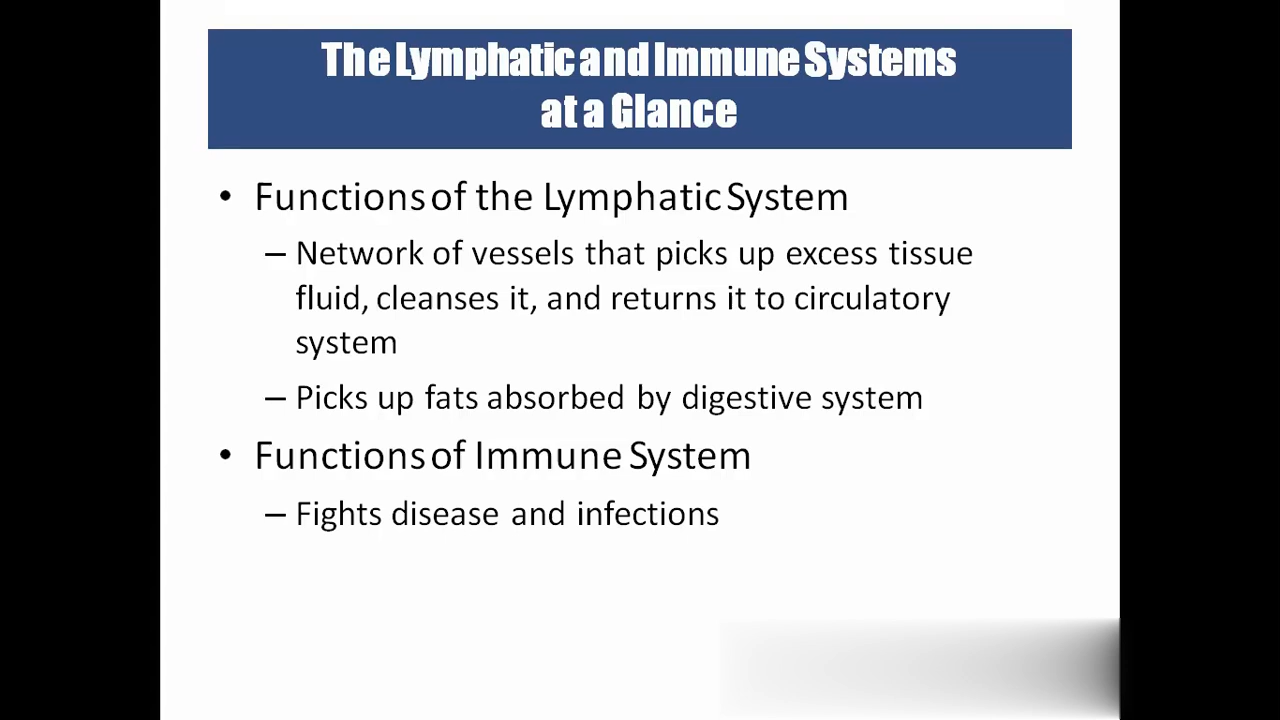 The Lymphatic and Immune Systems
at a Glance
• Functions of the Lymphatic System
– Network of vessels that picks up excess tissue
fluid, cleanses it, and returns it to circulatory
system
– Picks up fats absorbed by digestive system
• Functions of Immune System
– Fights disease and infections